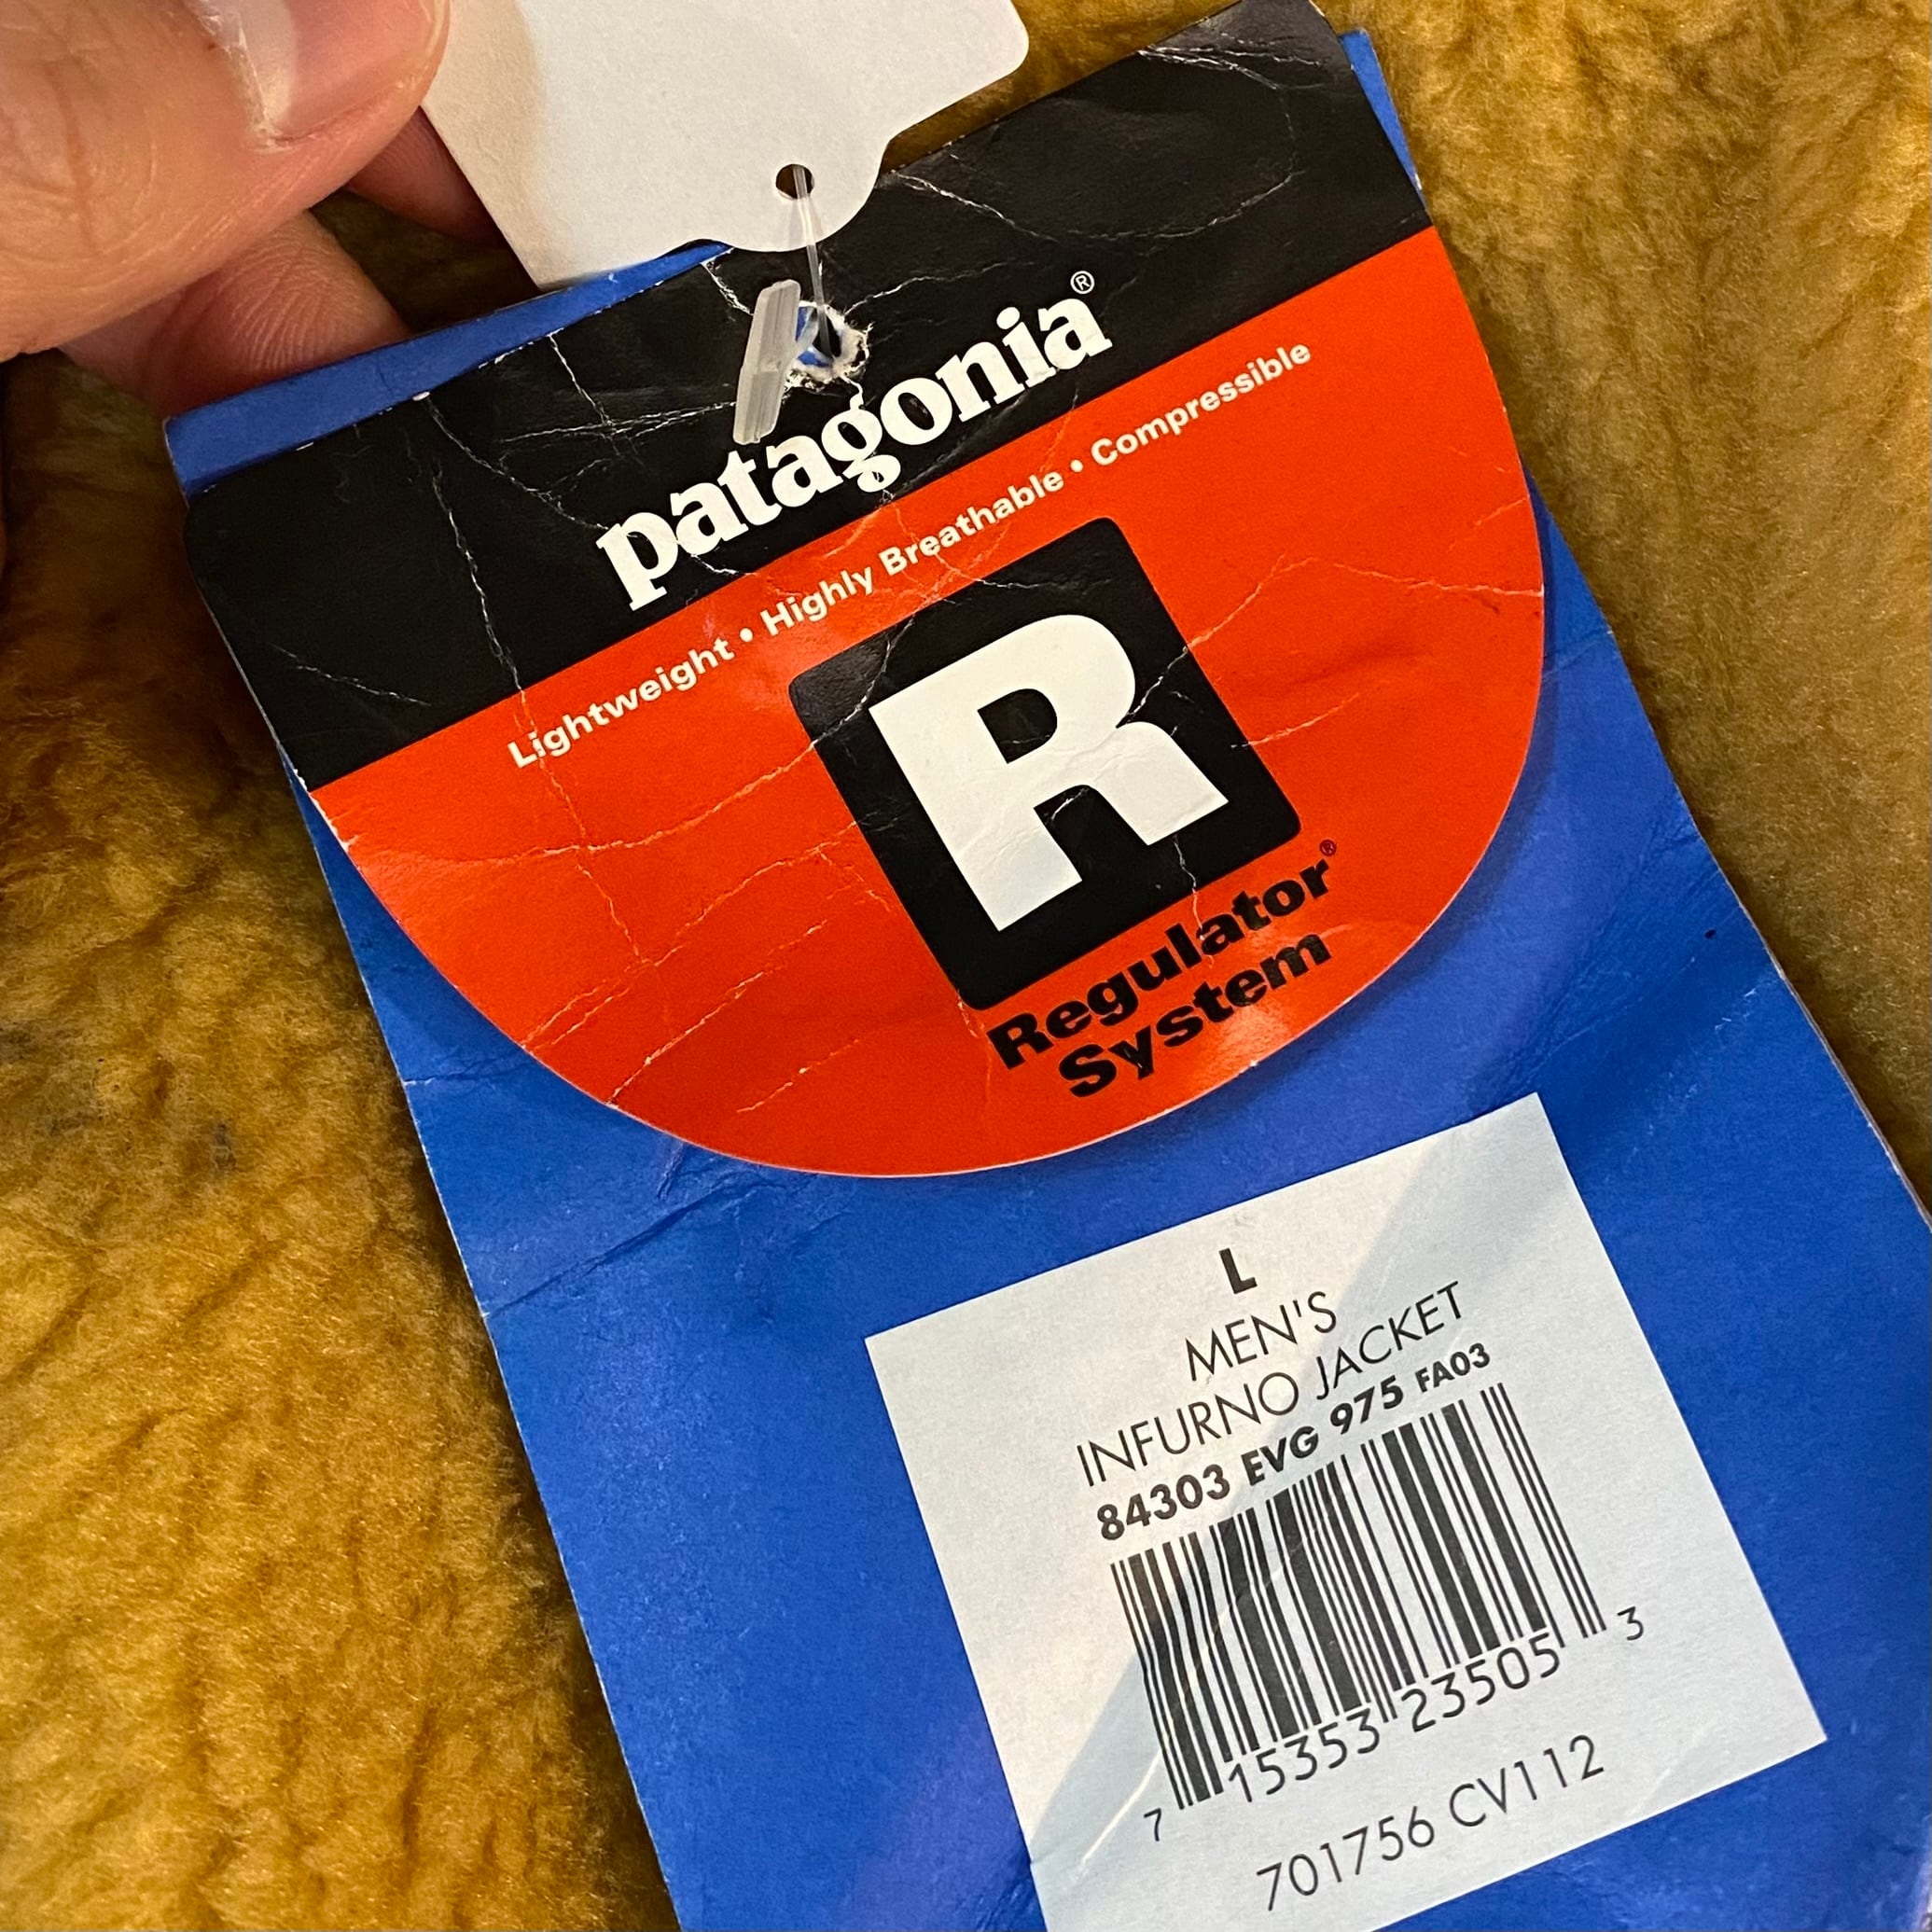 patagonia®
Lightweight • Highly Breathable • Compressible
R
Regulator®
System
L
MEN'S
INFURNO JACKET
84303 EVG 975 FA03
7 15353 23505 3
701756 CV112